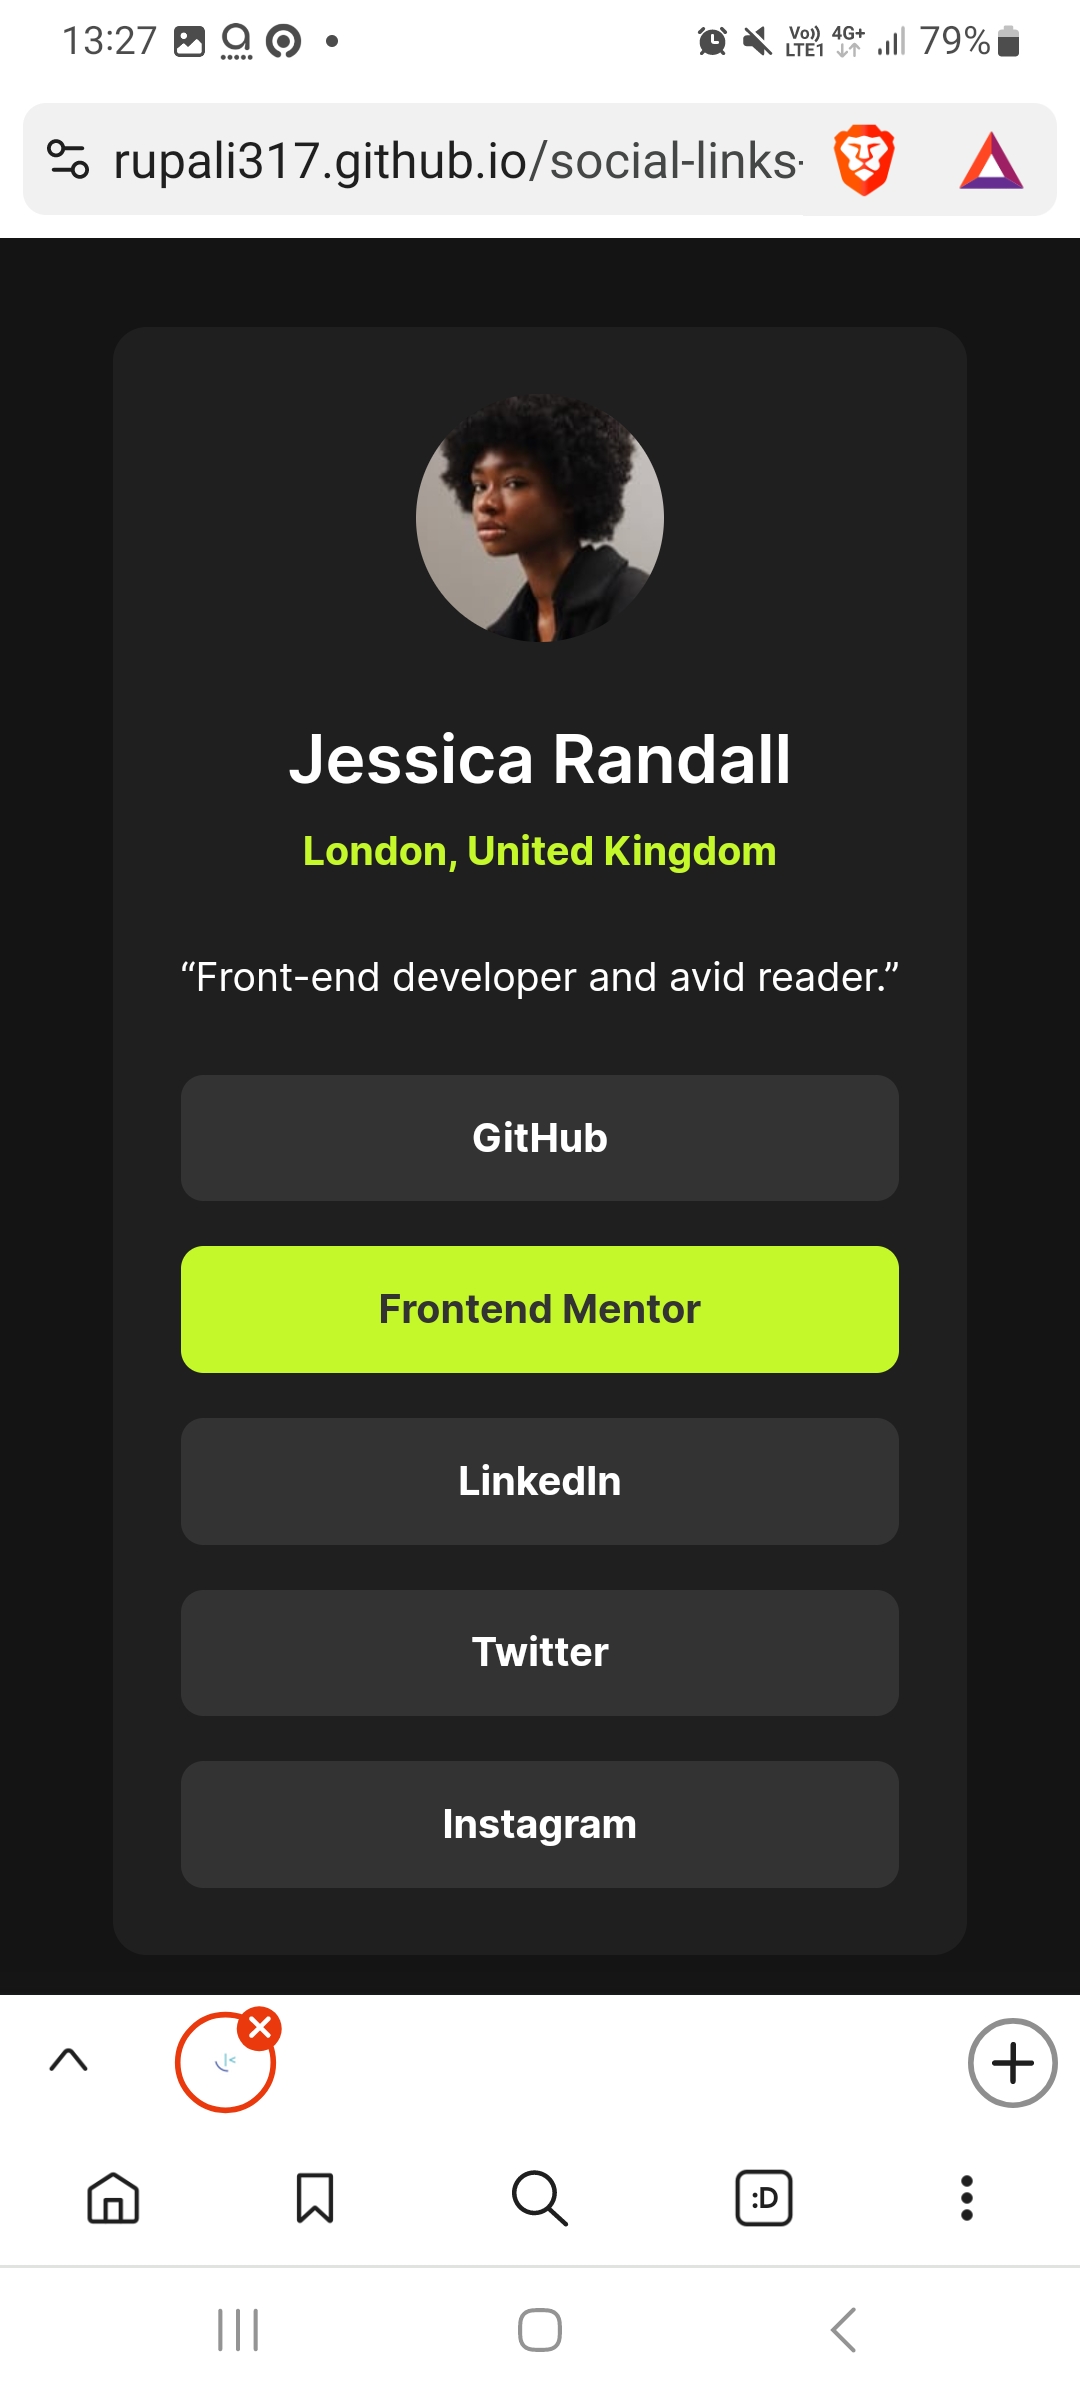 13:27
Vo)) 4G+ 79%
LTE1
rupali317.github.io/social-links-
Jessica Randall
London, United Kingdom
“Front-end developer and avid reader.”
GitHub
Frontend Mentor
LinkedIn
Twitter
Instagram
:D